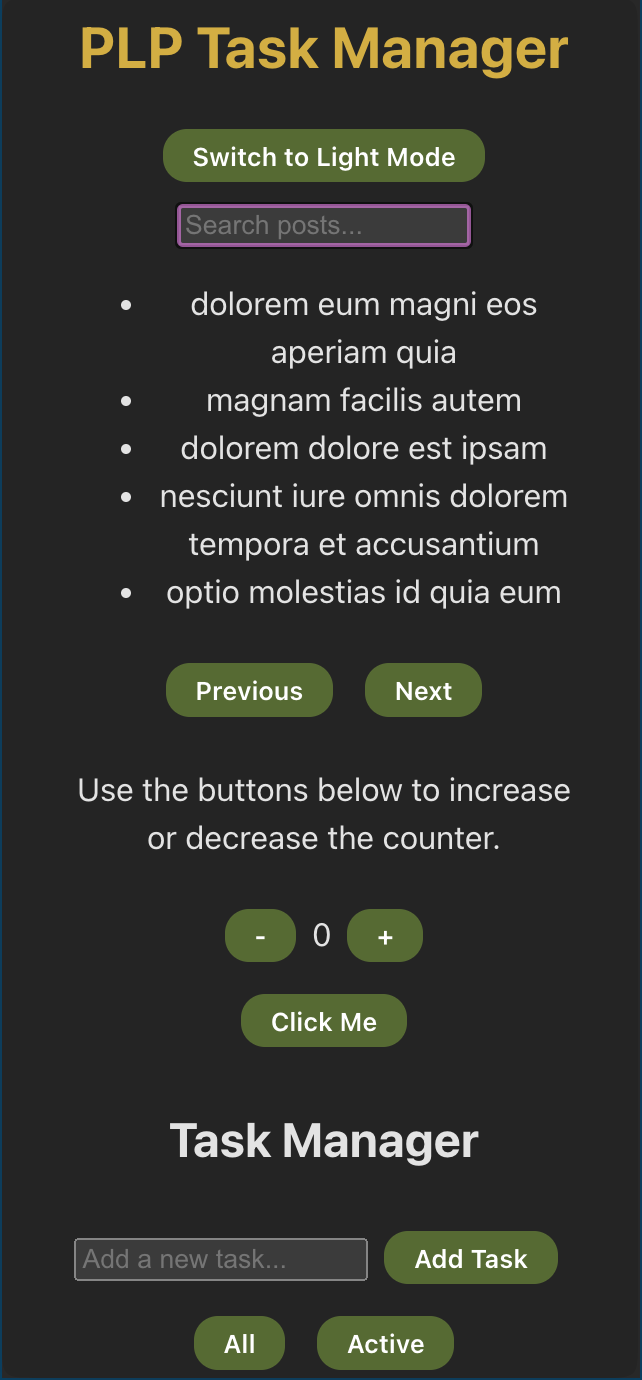 PLP Task Manager
Switch to Light Mode
Search posts...
• dolorem eum magni eos
aperiam quia
• magnam facilis autem
• dolorem dolore est ipsam
• nesciunt iure omnis dolorem
tempora et accusantium
• optio molestias id quia eum
Previous Next
Use the buttons below to increase
or decrease the counter.
- 0 +
Click Me
Task Manager
Add a new task... Add Task
All Active